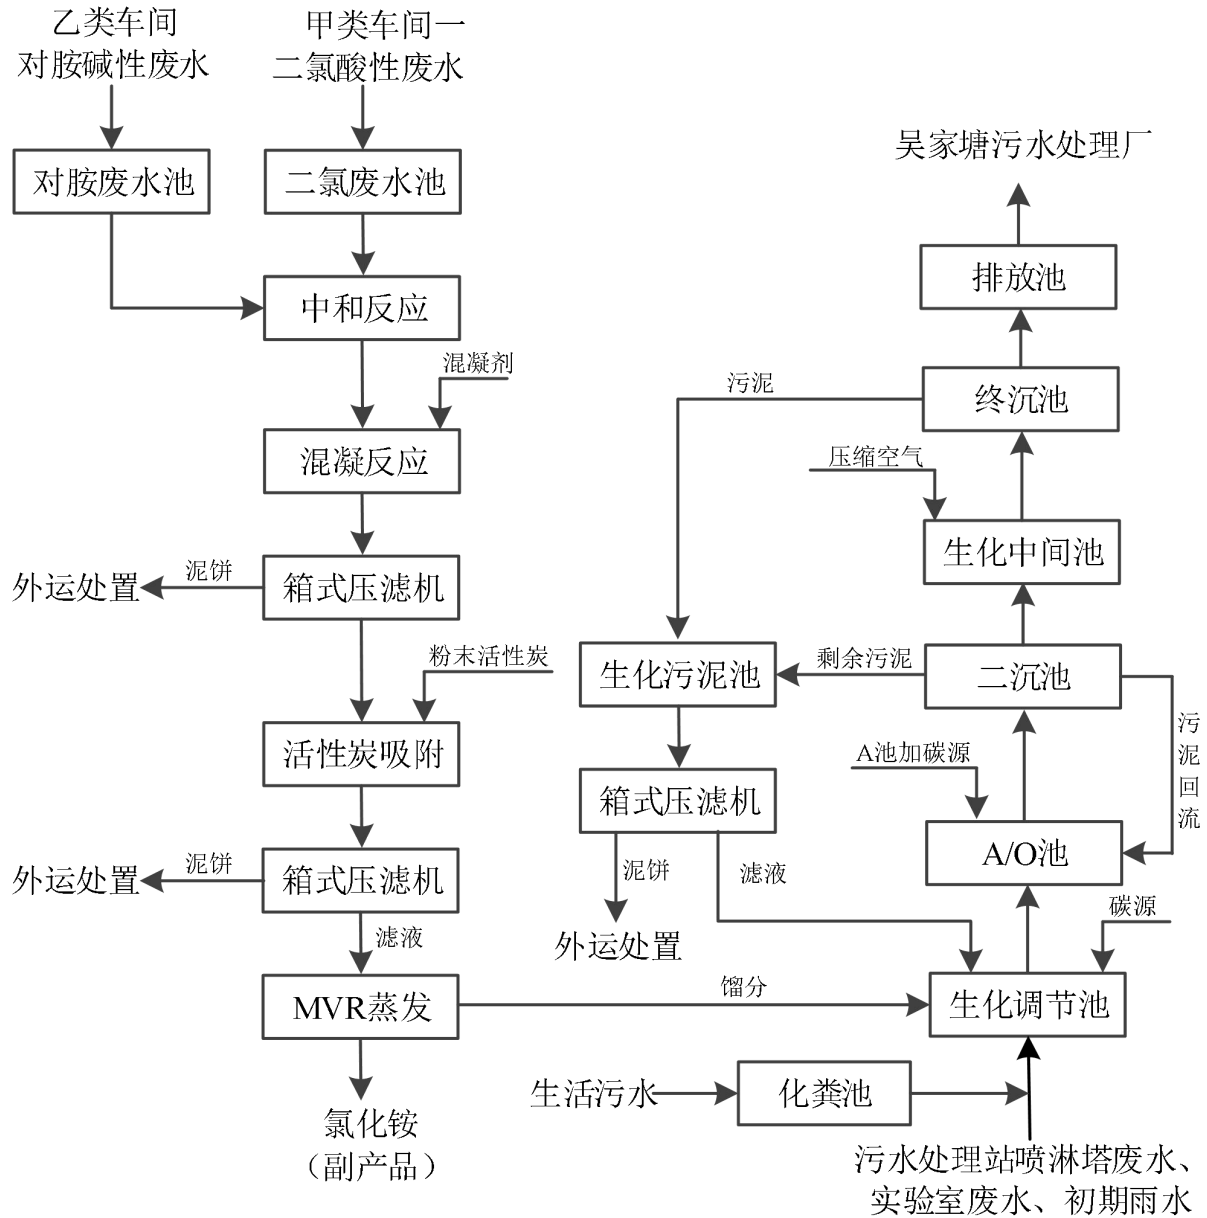 乙类车间
对胺碱性废水
甲类车间一
二氯酸性废水
对胺废水池
二氯废水池
中和反应
混凝剂
混凝反应
箱式压滤机
泥饼
外运处置
粉末活性炭
活性炭吸附
箱式压滤机
泥饼
外运处置
滤液
MVR蒸发
馏分
氯化铵
（副产品）
吴家塘污水处理厂
排放池
终沉池
污泥
压缩空气
生化中间池
二沉池
剩余污泥
生化污泥池
污泥回流
A池加碳源
A/O池
箱式压滤机
泥饼
滤液
外运处置
碳源
生化调节池
生活污水
化粪池
污水处理站喷淋塔废水、
实验室废水、初期雨水